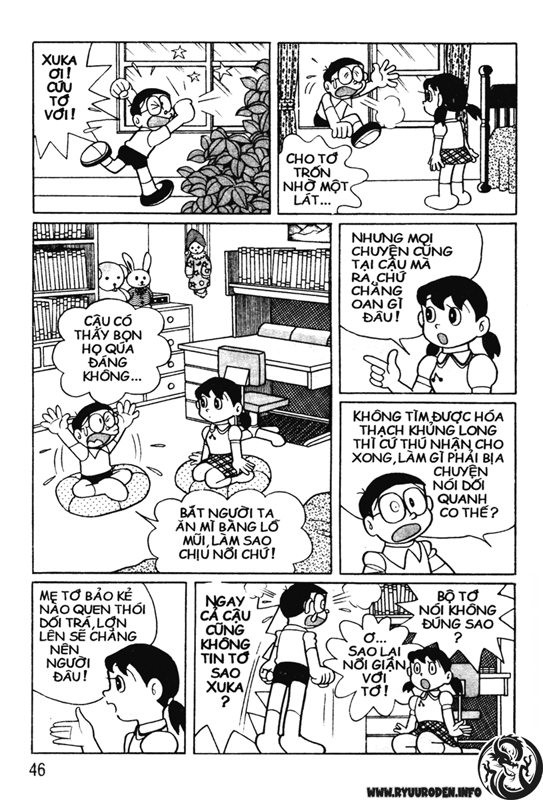 XUKA
ƠI!
CỨU
TỚ
VỚI!
CHO TỚ
TRỐN
NHỜ MỘT
LÁT...
CẬU CÓ
THẤY BỌN
HỌ QÚA
ĐÁNG
KHÔNG...
BẮT NGƯỜI TA
ĂN MÌ BẰNG LỖ
MŨI, LÀM SAO
CHỊU NỔI CHỨ!
NHƯNG MỌI
CHUYỆN CŨNG
TẠI CẬU MÀ
RA, CHỨ
CHẲNG
OAN GÌ
ĐÂU!
KHÔNG TÌM ĐƯỢC HÓA
THẠCH KHỦNG LONG
THÌ CỨ THÚ NHẬN CHO
XONG, LÀM GÌ PHẢI BỊA
CHUYỆN
NÓI DỐI
QUANH
CO THẾ?
MẸ TỚ BẢO KẺ
NÀO QUEN THÓI
DỐI TRÁ, LỚN
LÊN SẼ CHẲNG
NÊN
NGƯỜI
ĐÂU!
NGAY
CẢ CẬU
CŨNG
KHÔNG
TIN TỚ
SAO
XUKA
?
BỘ TỚ
NÓI KHÔNG
ĐÚNG SAO
?
Ơ...
SAO LẠI
NỔI GIẬN
VỚI
TỚ!
46
WWW.RYUURODEN.INFO